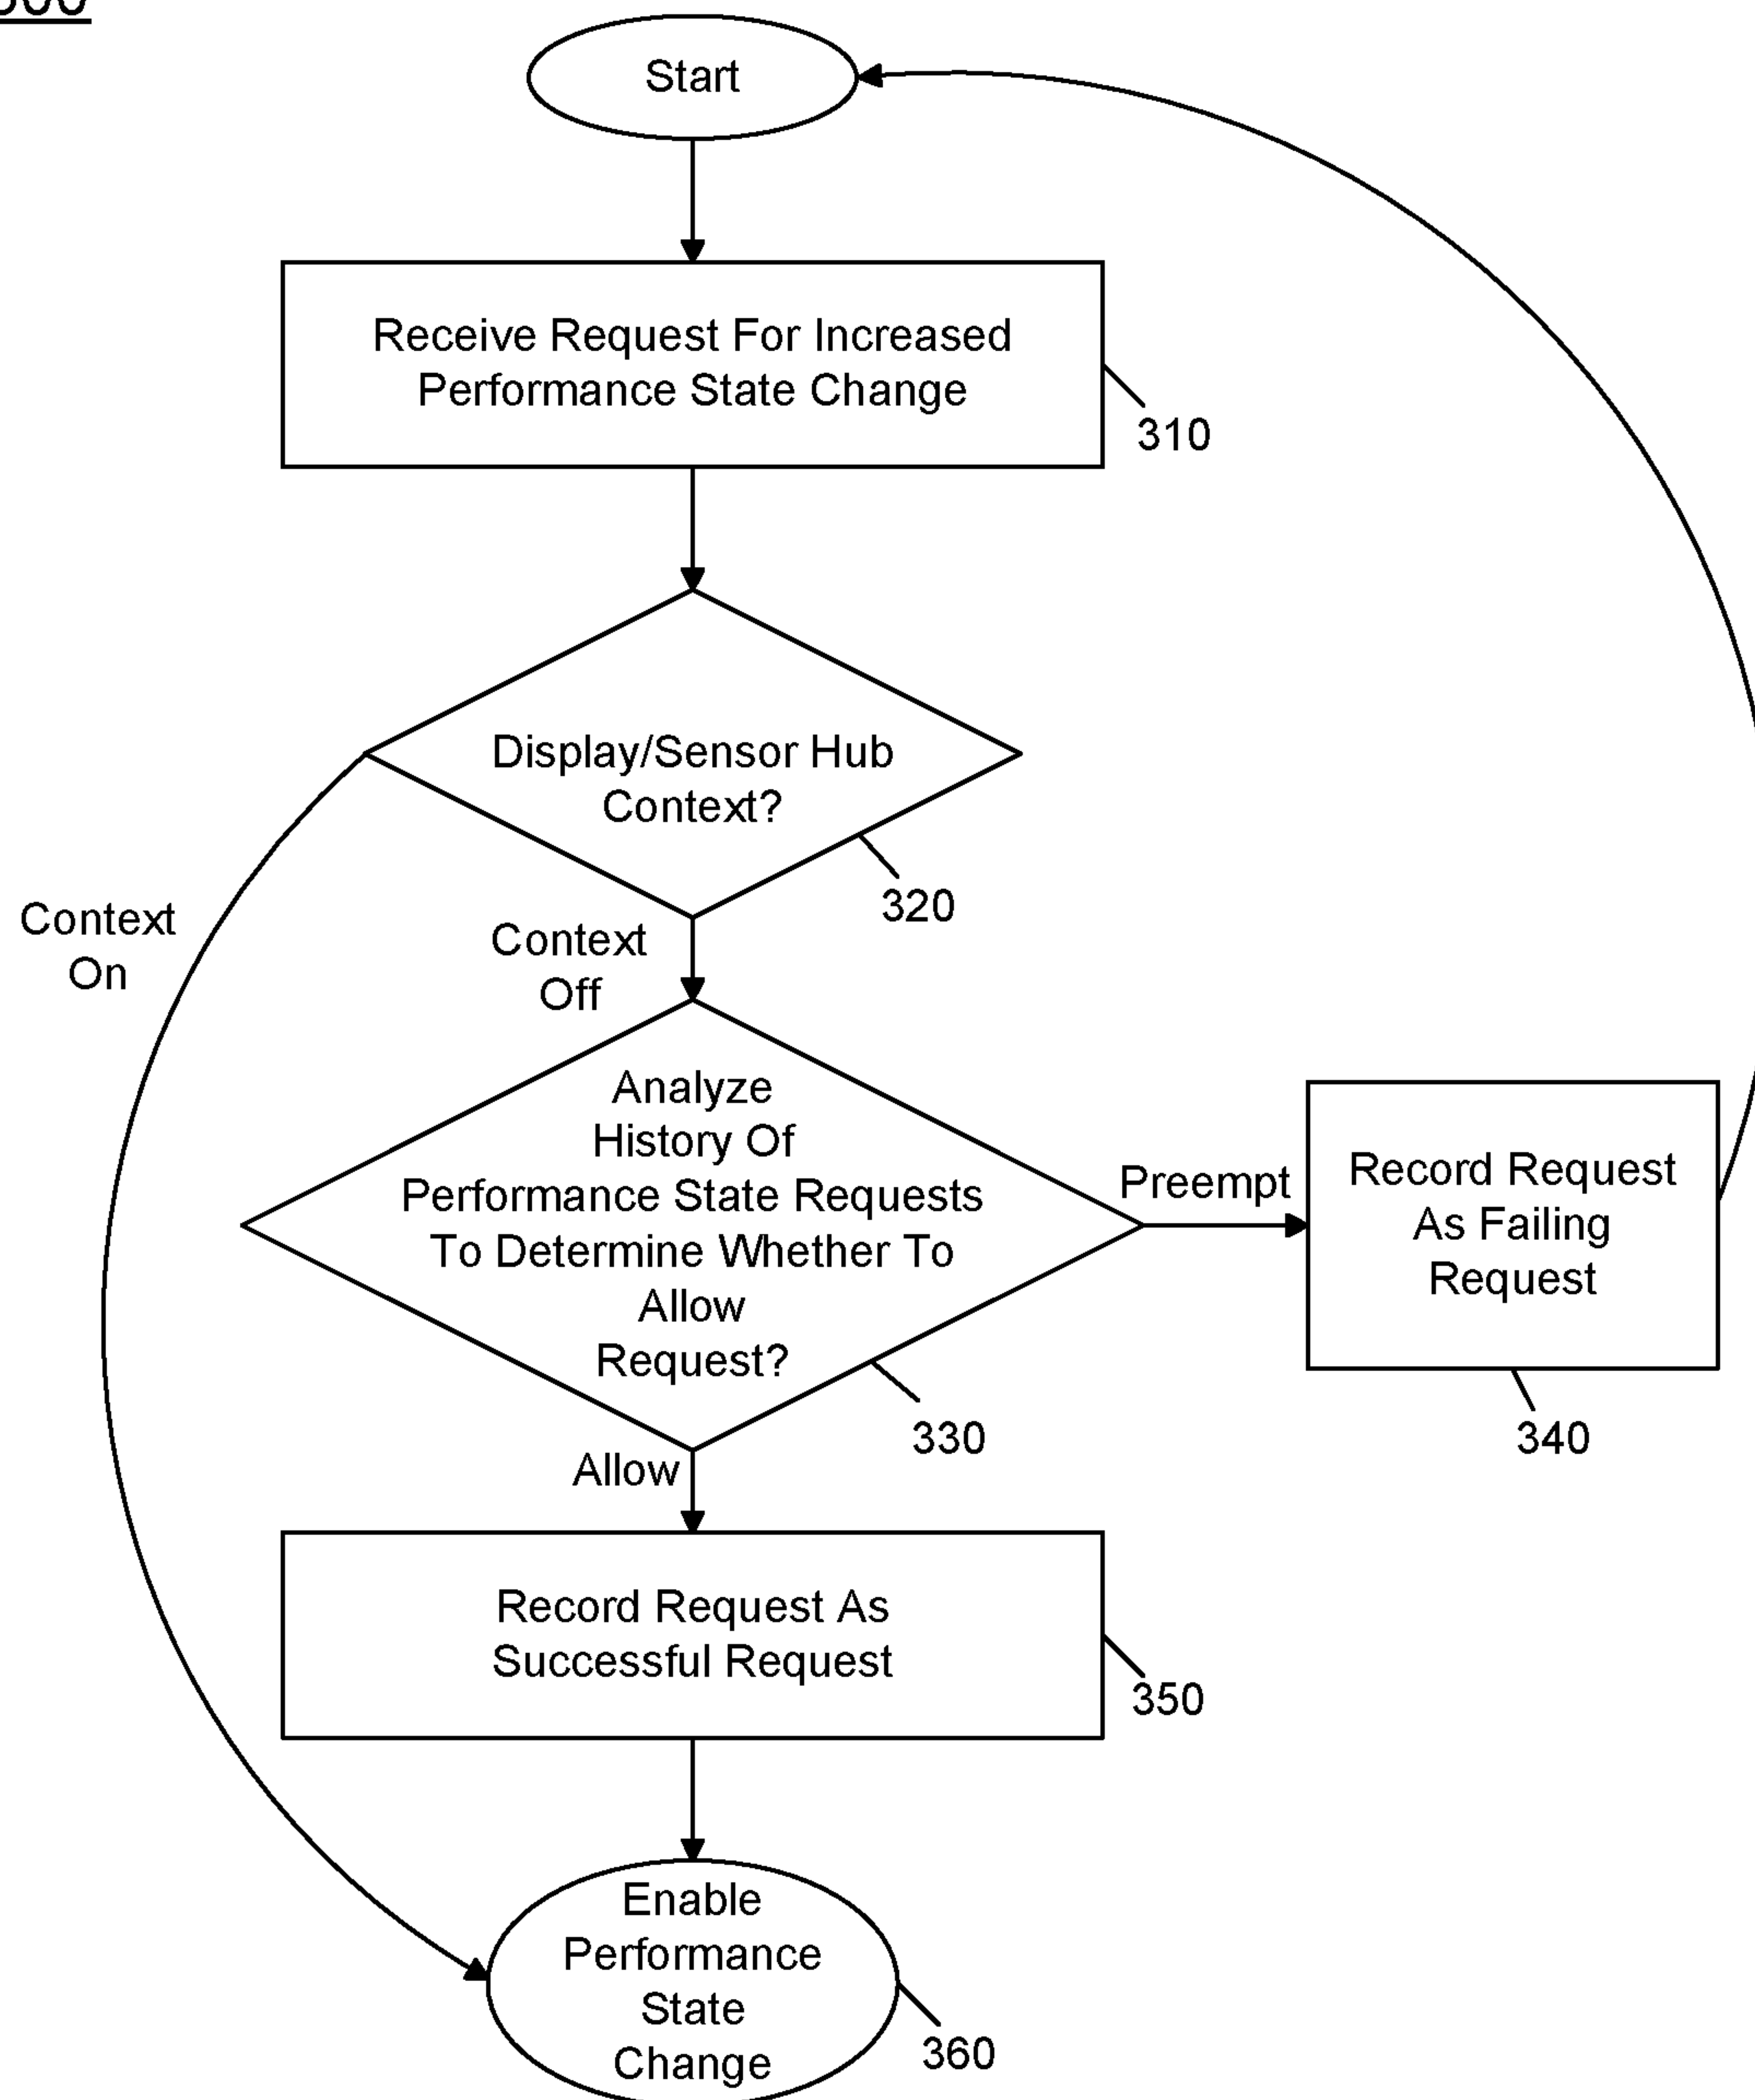 Start
Receive Request For Increased
Performance State Change
310
Display/Sensor Hub
Context?
320
Context
On
Context
Off
Analyze
History Of
Performance State Requests
To Determine Whether To
Allow
Request?
330
Preempt
Record Request
As Failing
Request
340
Allow
Record Request As
Successful Request
350
Enable
Performance
State
Change
360